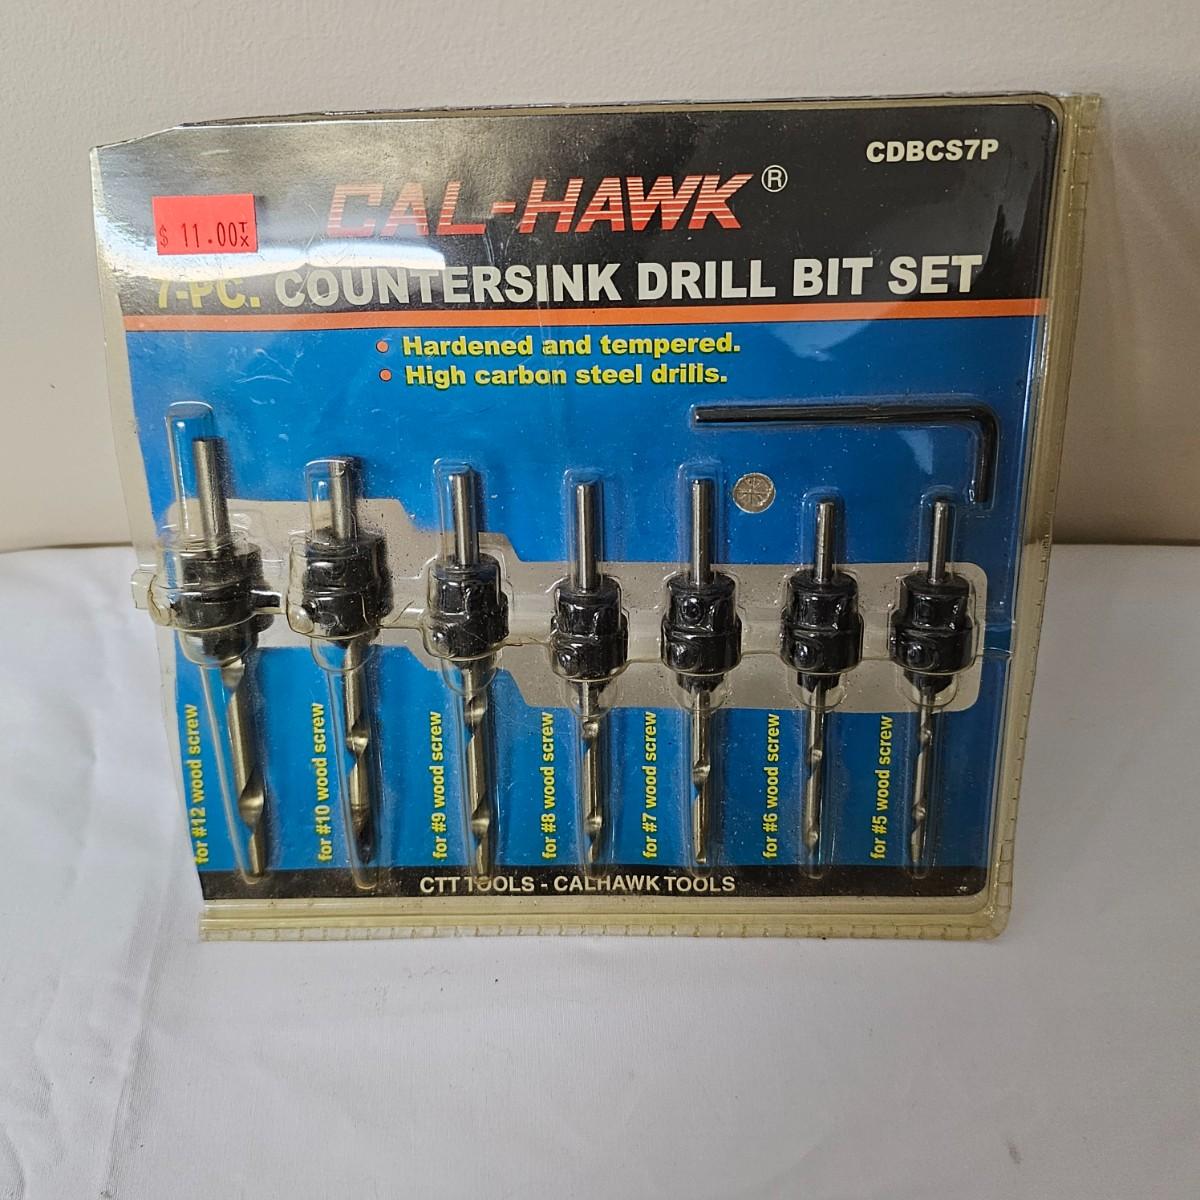 CDBCS7P
CAL-HAWK®
$ 11.00 TX
7-PC. COUNTERSINK DRILL BIT SET
• Hardened and tempered.
• High carbon steel drills.
for #12 wood screw
for #10 wood screw
for #9 wood screw
for #8 wood screw
for #7 wood screw
for #6 wood screw
for #5 wood screw
CTT TOOLS - CALHAWK TOOLS